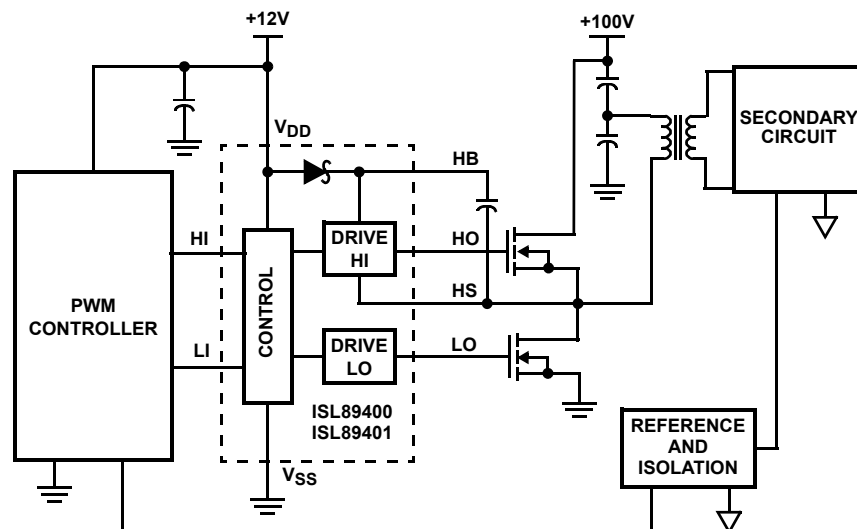 +12V
+100V
SECONDARY
CIRCUIT
VDD
HB
DRIVE
HI
HO
HI
HS
PWM
CONTROLLER
CONTROL
LI
DRIVE
LO
LO
ISL89400
ISL89401
REFERENCE
AND
ISOLATION
VSS